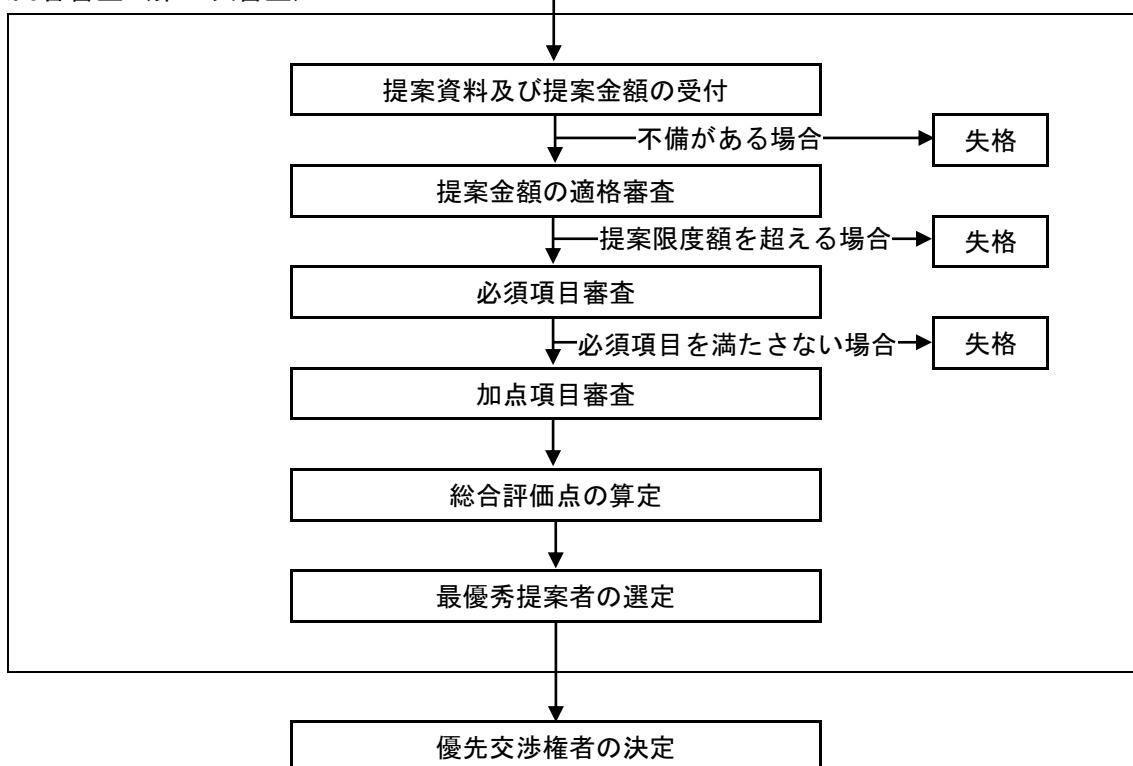 提案資料及び提案金額の受付
不備がある場合
失格
提案金額の適格審査
提案限度額を超える場合
失格
必須項目審査
必須項目を満たさない場合
失格
加点項目審査
総合評価点の算定
最優秀提案者の選定
優先交渉権者の決定